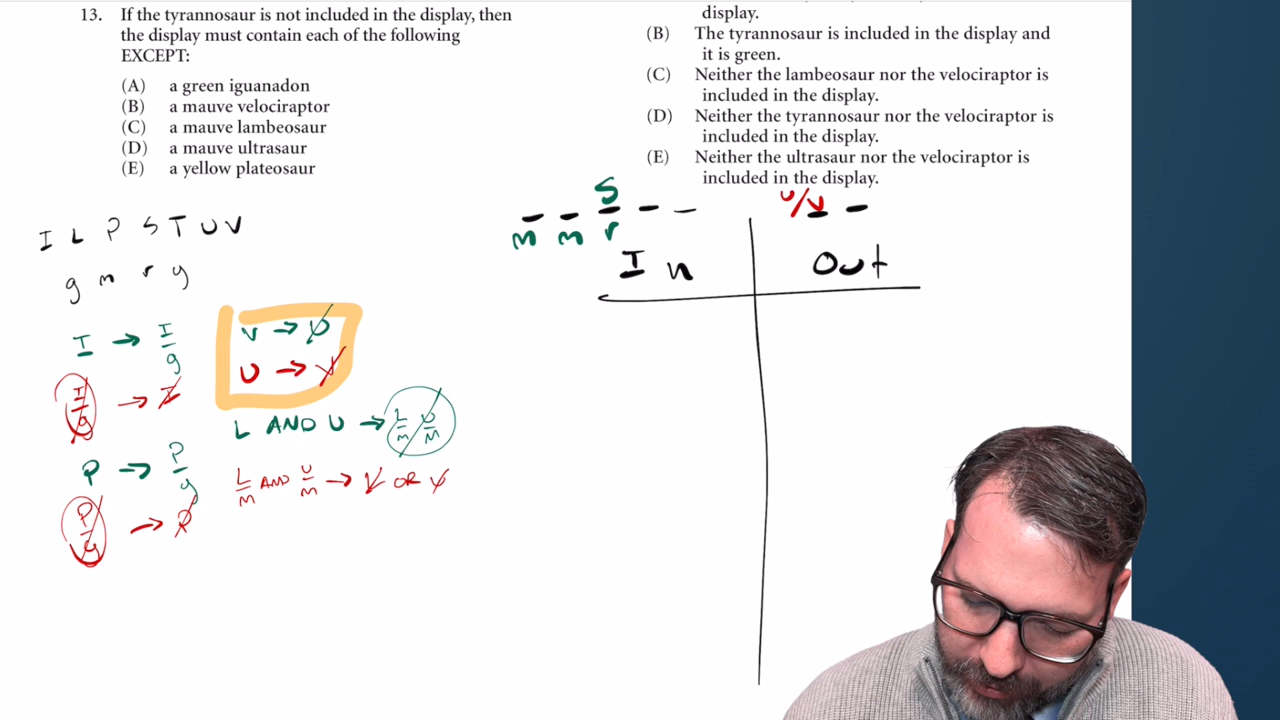 13. If the tyrannosaur is not included in the display, then
the display must contain each of the following
EXCEPT:
(A) a green iguanadon
(B) a mauve velociraptor
(C) a mauve lambeosaur
(D) a mauve ultrasaur
(E) a yellow plateosaur
display.
(B) The tyrannosaur is included in the display and
it is green.
(C) Neither the lambeosaur nor the velociraptor is
included in the display.
(D) Neither the tyrannosaur nor the velociraptor is
included in the display.
(E) Neither the ultrasaur nor the velociraptor is
included in the display.
I L P S T U V
g m r y
I → I/g
I/g → I
P → P/y
P/y → P
V → U
U → V
L AND U → L/m U/M
L/M AND U/M → L OR U
S
m m r
U/V
In
Out